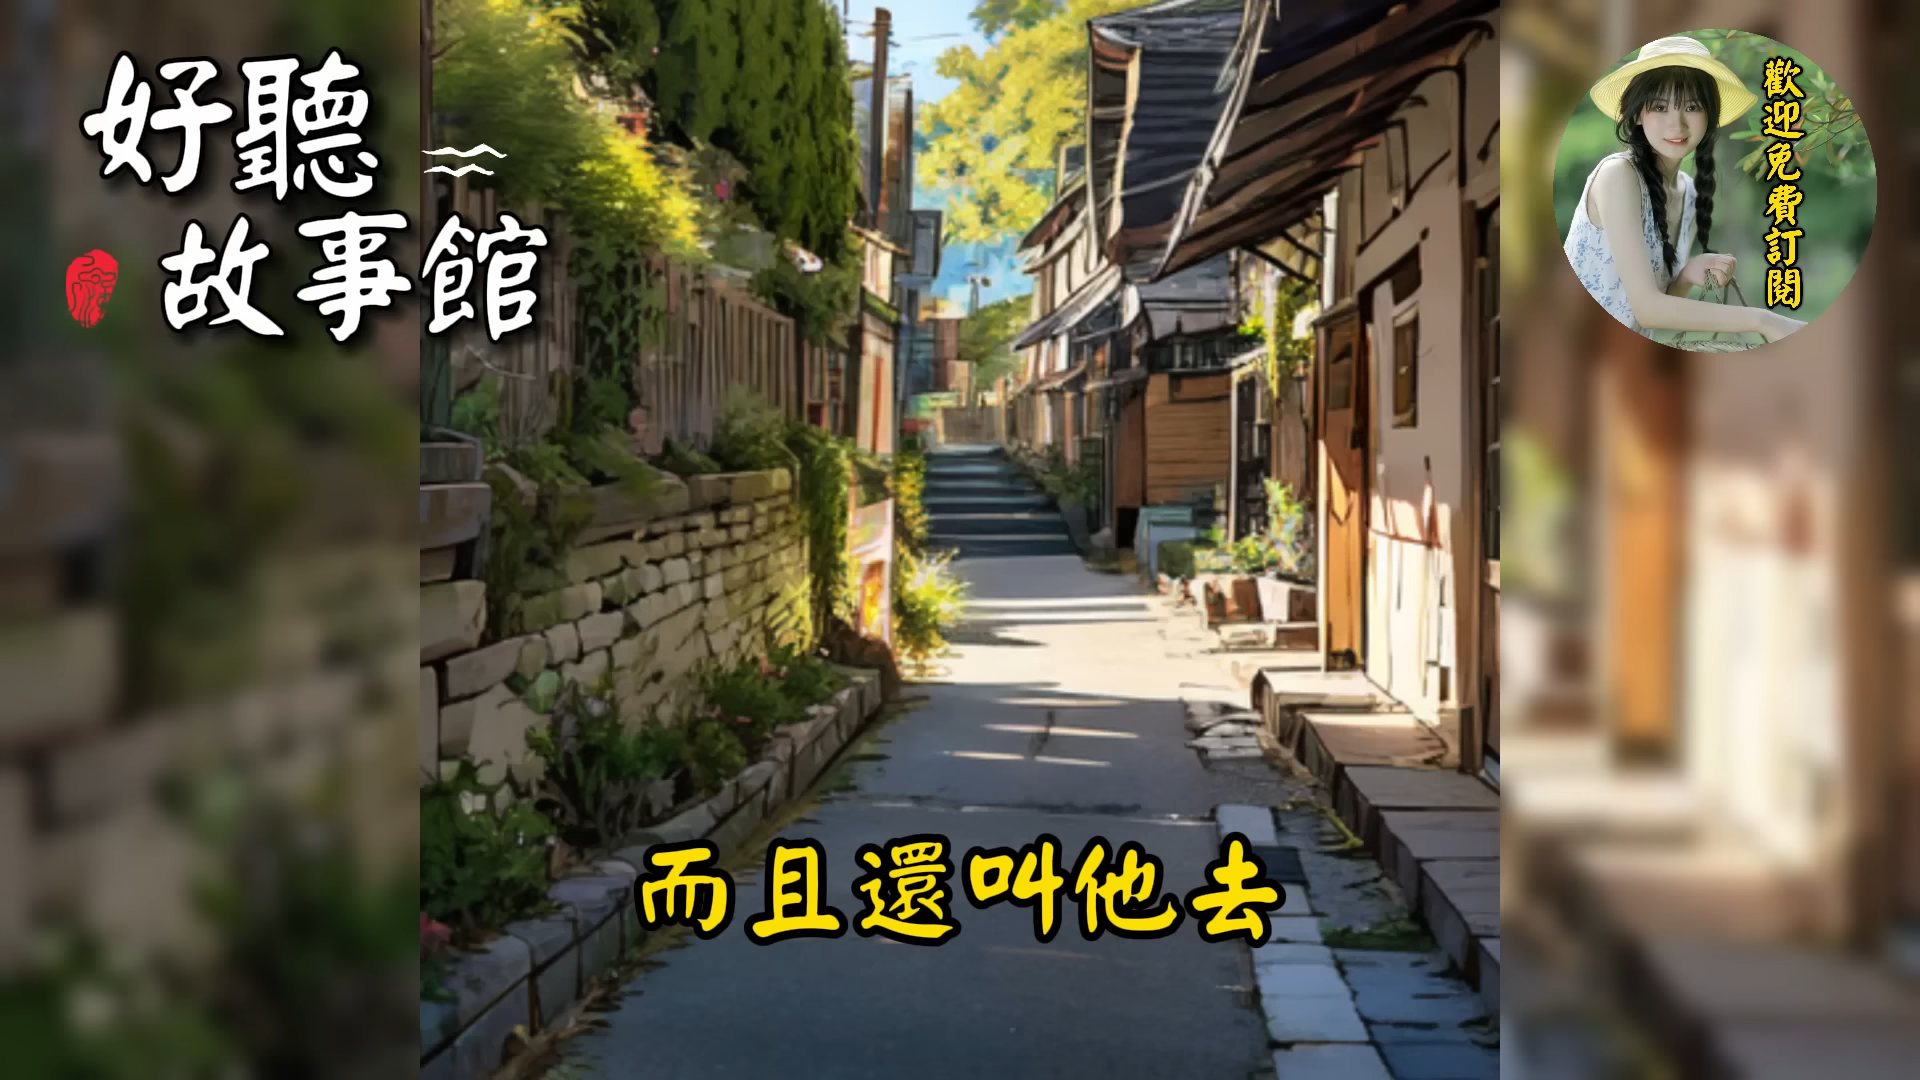 好聽
故事館
歡迎免費訂閱
而且還叫他去